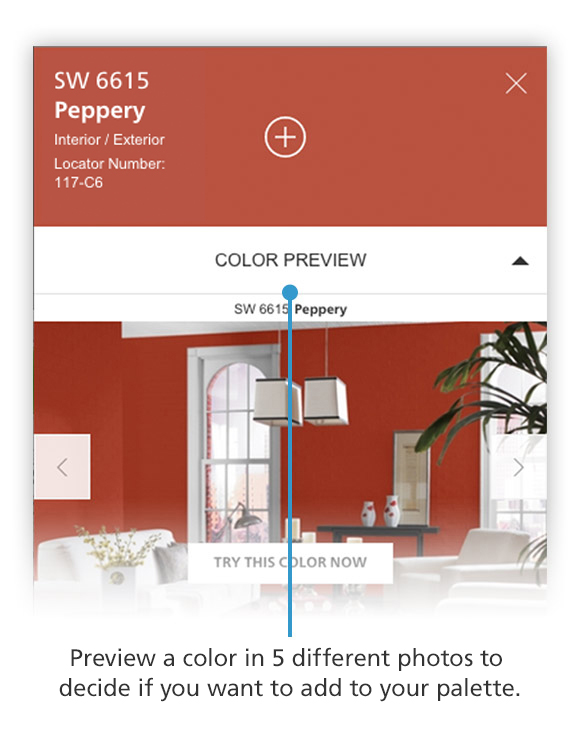 SW 6615
Peppery
Interior / Exterior
Locator Number:
117-C6
COLOR PREVIEW
SW 6615 Peppery
TRY THIS COLOR NOW
Preview a color in 5 different photos to
decide if you want to add to your palette.